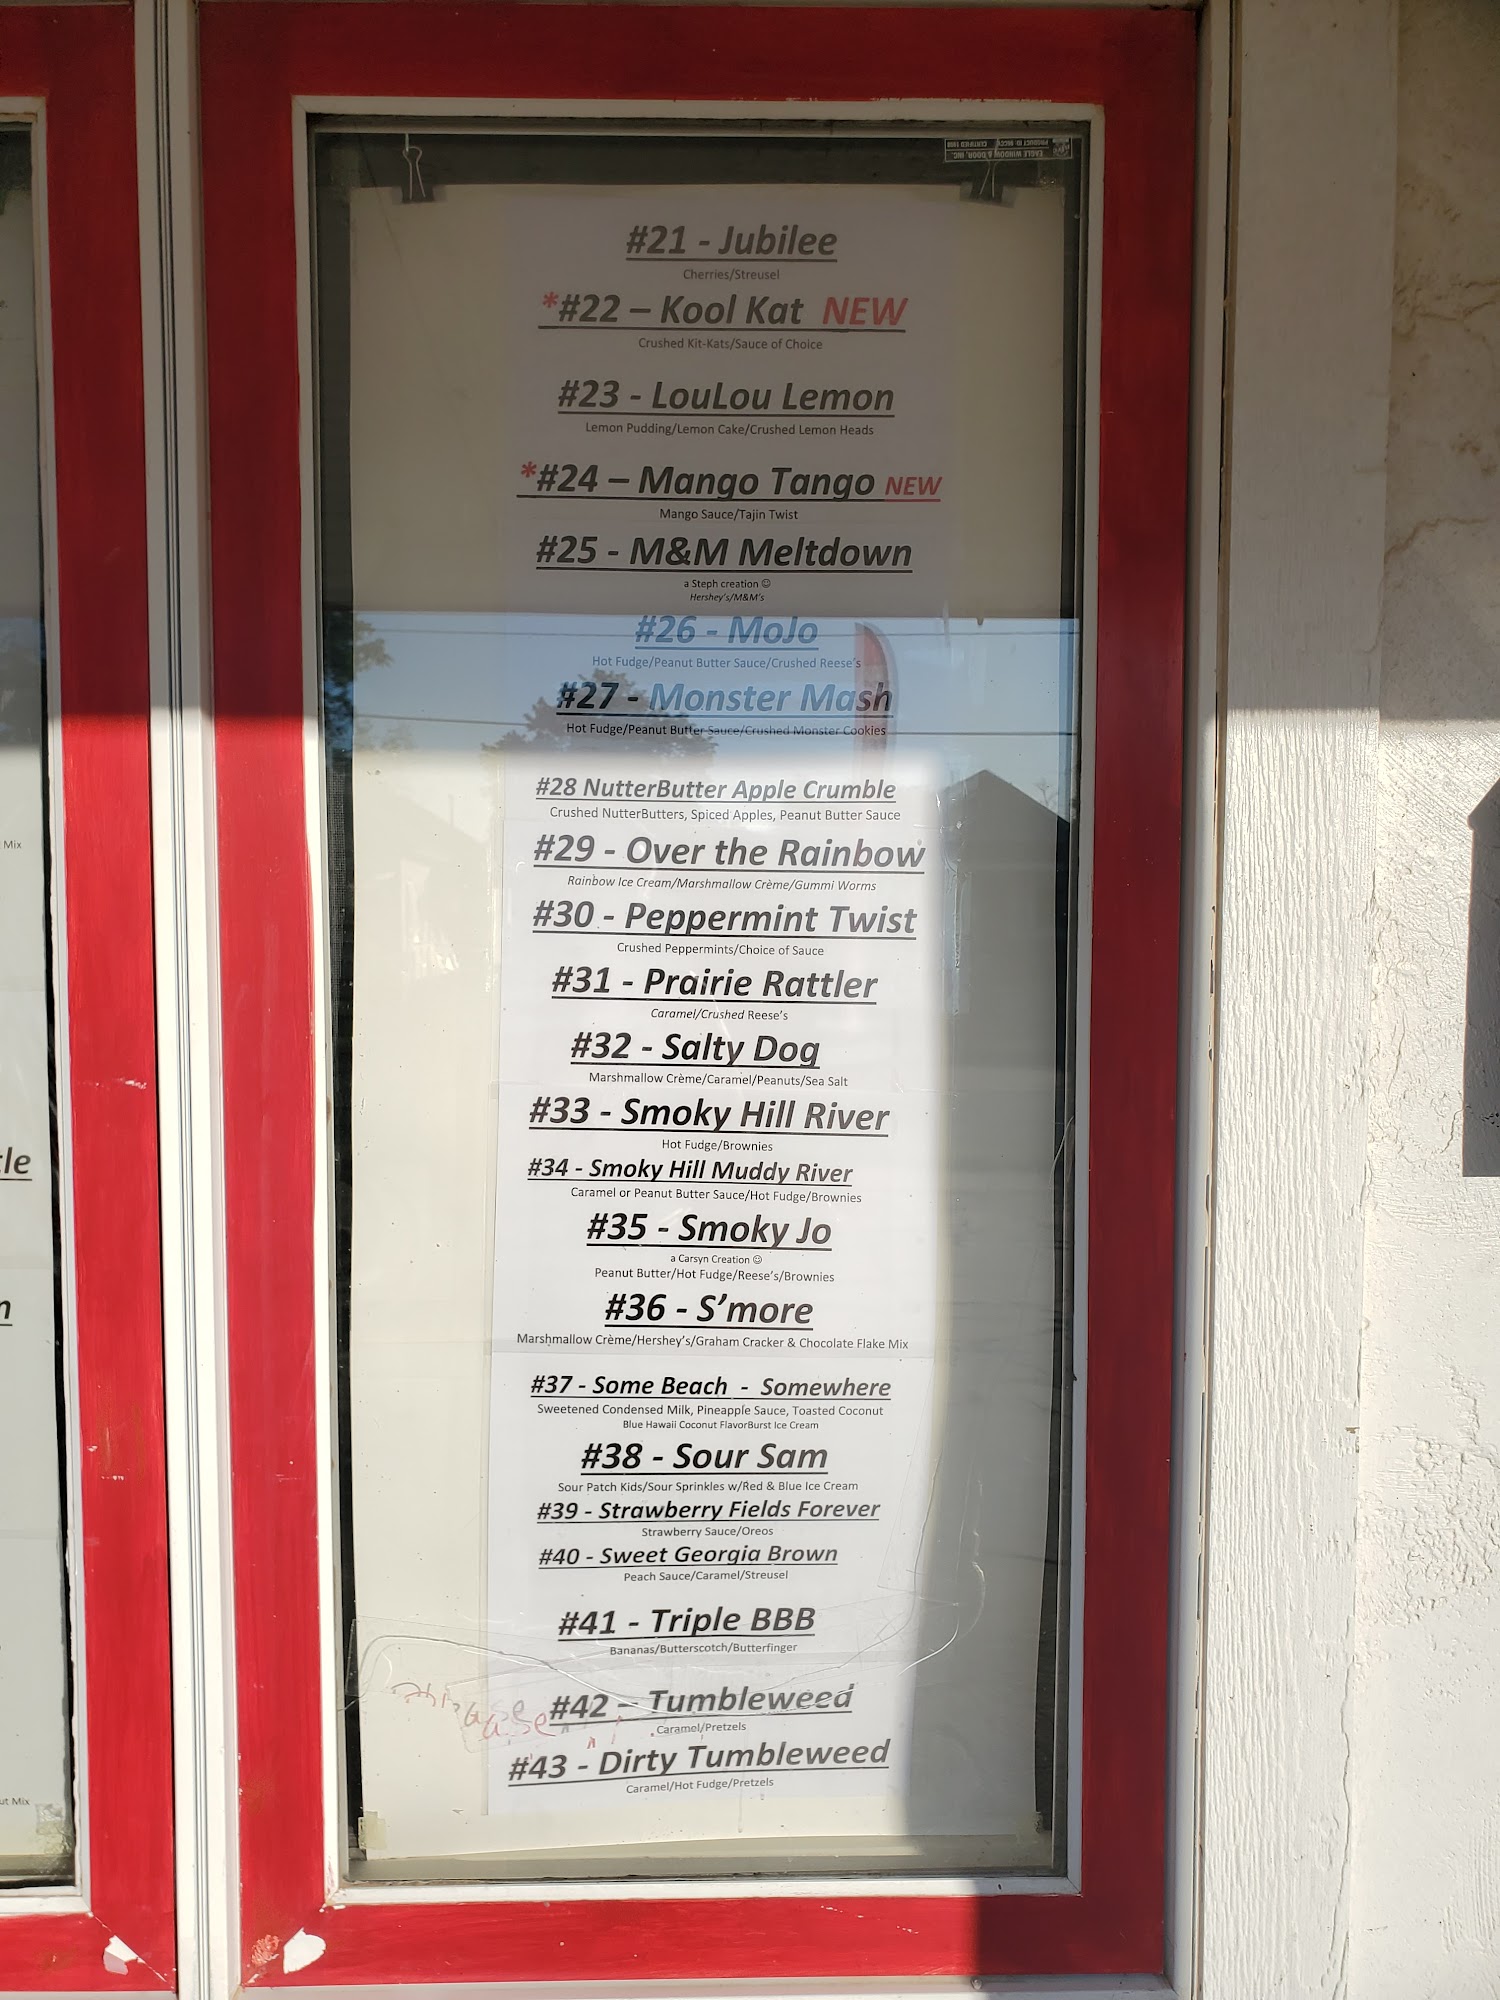 EAGLE WINDOW & DOOR, INC.
#21 - Jubilee
Cherries/Streusel
*#22 – Kool Kat NEW
Crushed Kit-Kats/Sauce of Choice
#23 - LouLou Lemon
Lemon Pudding/Lemon Cake/Crushed Lemon Heads
*#24 – Mango Tango NEW
Mango Sauce/Tajin Twist
#25 - M&M Meltdown
a Steph creation ☺
Hershey's/M&M's
#26 - MoJo
Hot Fudge/Peanut Butter Sauce/Crushed Reese's
#27 - Monster Mash
Hot Fudge/Peanut Butter Sauce/Crushed Monster Cookies
#28 NutterButter Apple Crumble
Crushed NutterButters, Spiced Apples, Peanut Butter Sauce
#29 - Over the Rainbow
Rainbow Ice Cream/Marshmallow Crème/Gummi Worms
#30 - Peppermint Twist
Crushed Peppermints/Choice of Sauce
#31 - Prairie Rattler
Caramel/Crushed Reese's
#32 - Salty Dog
Marshmallow Crème/Caramel/Peanuts/Sea Salt
#33 - Smoky Hill River
Hot Fudge/Brownies
#34 - Smoky Hill Muddy River
Caramel or Peanut Butter Sauce/Hot Fudge/Brownies
#35 - Smoky Jo
a Carsyn Creation ☺
Peanut Butter/Hot Fudge/Reese's/Brownies
#36 - S'more
Marshmallow Crème/Hershey's/Graham Cracker & Chocolate Flake Mix
#37 - Some Beach - Somewhere
Sweetened Condensed Milk, Pineapple Sauce, Toasted Coconut
Blue Hawaii Coconut FlavorBurst Ice Cream
#38 - Sour Sam
Sour Patch Kids/Sour Sprinkles w/Red & Blue Ice Cream
#39 - Strawberry Fields Forever
Strawberry Sauce/Oreos
#40 - Sweet Georgia Brown
Peach Sauce/Caramel/Streusel
#41 - Triple BBB
Bananas/Butterscotch/Butterfinger
#42 – Tumbleweed
Caramel/Pretzels
#43 - Dirty Tumbleweed
Caramel/Hot Fudge/Pretzels
Mix